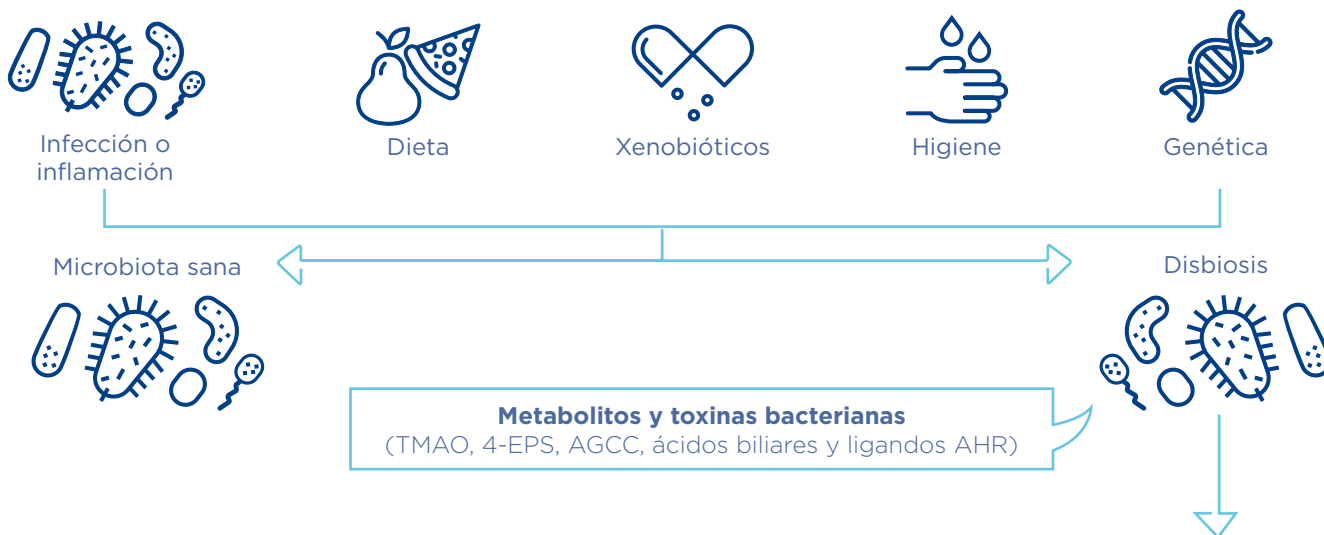 Infección o
inflamación
Dieta
Xenobióticos
Higiene
Genética
Microbiota sana
Disbiosis
Metabolitos y toxinas bacterianas
(TMAO, 4-EPS, AGCC, ácidos biliares y ligandos AHR)